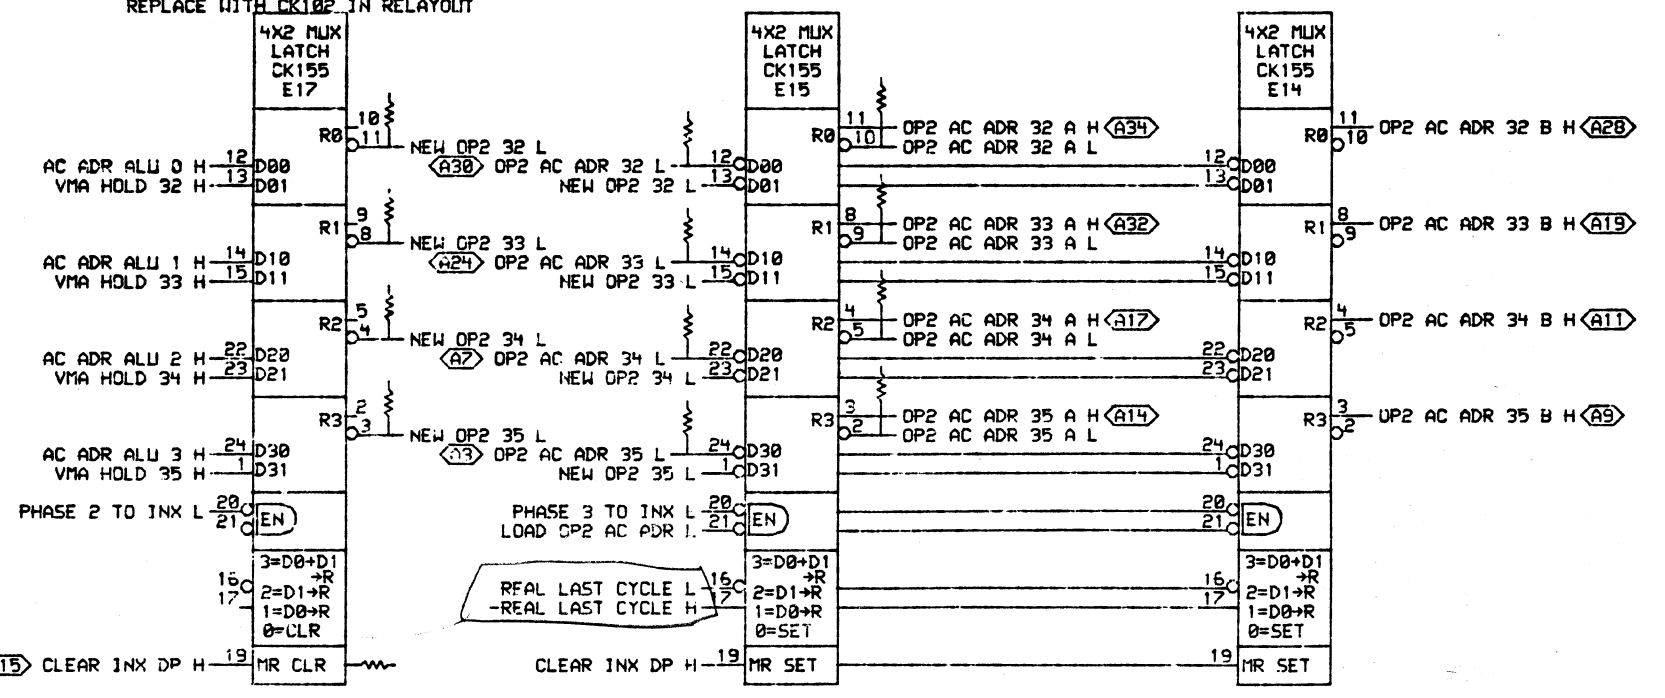 REPLACE WITH CK102 IN RELAYOUT
4X2 MUX
LATCH
CK155
E17
10
R0
11
NEW OP2 32 L
AC ADR ALU 0 H 12 D00
VMA HOLD 32 H 13 D01
9
R1
8
NEW OP2 33 L
AC ADR ALU 1 H 14 D10
VMA HOLD 33 H 15 D11
5
R2
4
NEW OP2 34 L
AC ADR ALU 2 H 22 D20
VMA HOLD 34 H 23 D21
2
R3
3
NEW OP2 35 L
AC ADR ALU 3 H 24 D30
VMA HOLD 35 H 1 D31
PHASE 2 TO INX L 20
21
EN
16
17
3=D0+D1
→R
2=D1→R
1=D0→R
0=CLR
15 CLEAR INX DP H 19 MR CLR
4X2 MUX
LATCH
CK155
E15
R0
11 OP2 AC ADR 32 A H A34
10 OP2 AC ADR 32 A L
A30 OP2 AC ADR 32 L 12 D00
NEW OP2 32 L 13 D01
R1
8 OP2 AC ADR 33 A H A32
9 OP2 AC ADR 33 A L
A24 OP2 AC ADR 33 L 14 D10
NEW OP2 33 L 15 D11
R2
4 OP2 AC ADR 34 A H A17
5 OP2 AC ADR 34 A L
A7 OP2 AC ADR 34 L 22 D20
NEW OP2 34 L 23 D21
R3
3 OP2 AC ADR 35 A H A14
2 OP2 AC ADR 35 A L
A3 OP2 AC ADR 35 L 24 D30
NEW OP2 35 L 1 D31
PHASE 3 TO INX L 20
LOAD OP2 AC ADR L 21
EN
REAL LAST CYCLE L 16
-REAL LAST CYCLE H 17
3=D0+D1
→R
2=D1→R
1=D0→R
0=SET
CLEAR INX DP H 19 MR SET
4X2 MUX
LATCH
CK155
E14
R0
11 OP2 AC ADR 32 B H A28
10
12 D00
13 D01
R1
8 OP2 AC ADR 33 B H A19
9
14 D10
15 D11
R2
4 OP2 AC ADR 34 B H A11
5
22 D20
23 D21
R3
3 OP2 AC ADR 35 B H A9
2
24 D30
1 D31
20
21
EN
16
17
3=D0+D1
→R
2=D1→R
1=D0→R
0=SET
19 MR SET